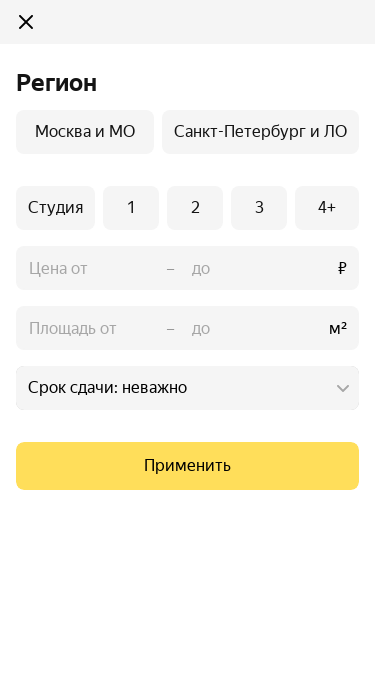 Регион
Москва и МО Санкт-Петербург и ЛО
Студия 1 2 3 4+
Цена от – до ₽
Площадь от – до м²
Срок сдачи: неважно
Применить